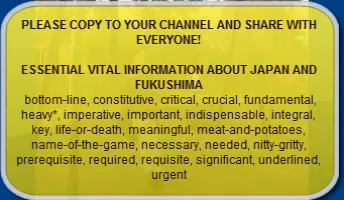 PLEASE COPY TO YOUR CHANNEL AND SHARE WITH
EVERYONE!
ESSENTIAL VITAL INFORMATION ABOUT JAPAN AND
FUKUSHIMA
bottom-line, constitutive, critical, crucial, fundamental,
heavy*, imperative, important, indispensable, integral,
key, life-or-death, meaningful, meat-and-potatoes,
name-of-the-game, necessary, needed, nitty-gritty,
prerequisite, required, requisite, significant, underlined,
urgent